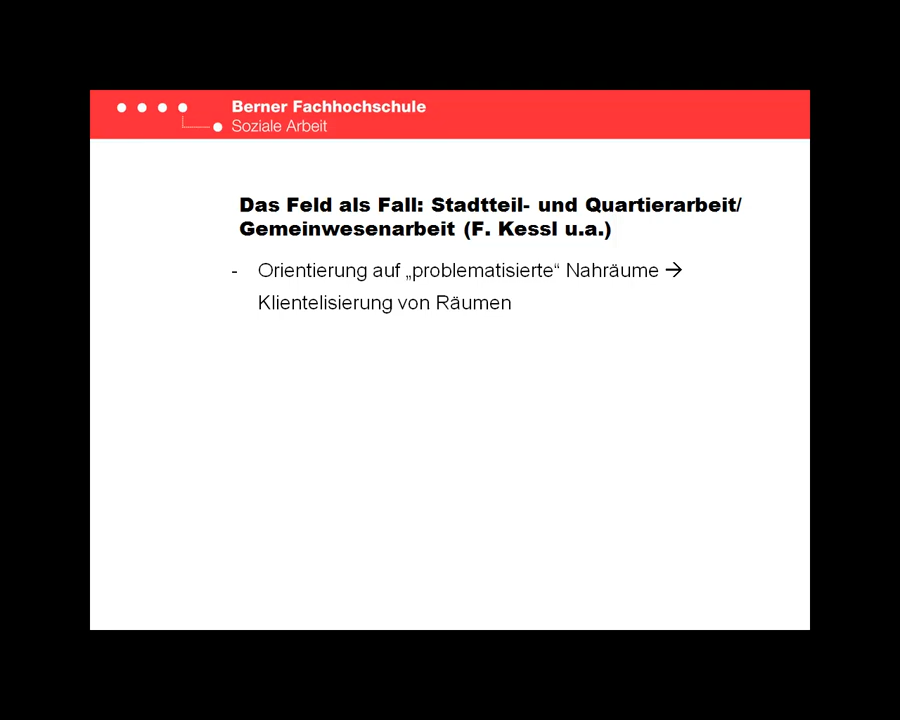 Berner Fachhochschule
Soziale Arbeit
Das Feld als Fall: Stadtteil- und Quartierarbeit/
Gemeinwesenarbeit (F. Kessl u.a.)
- Orientierung auf „problematisierte“ Nahräume →
Klientelisierung von Räumen